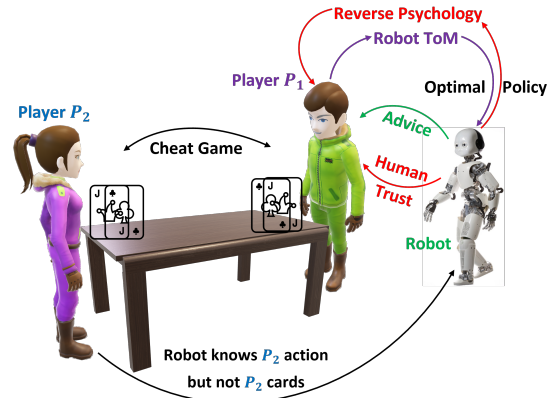 Reverse Psychology
Robot ToM
Player P₁
Optimal Policy
Player P₂
Advice
Cheat Game
Human
Trust
J
J
J
J
Robot
Robot knows P₂ action
but not P₂ cards